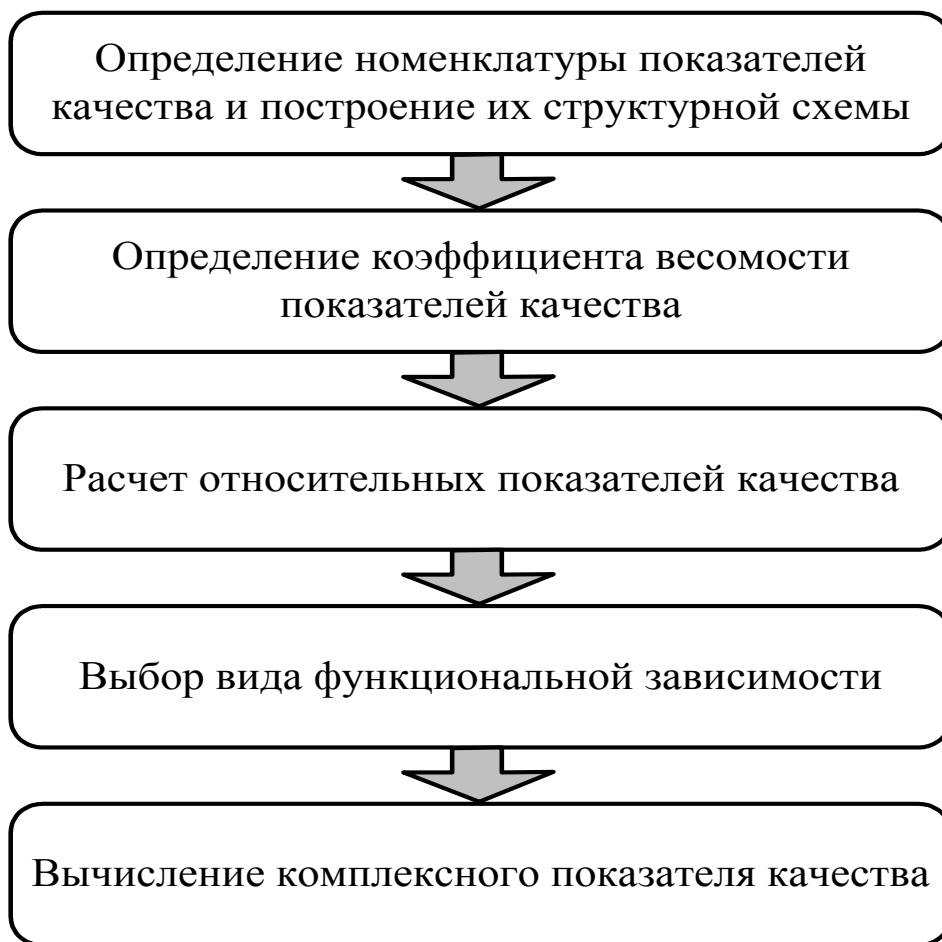 Определение номенклатуры показателей
качества и построение их структурной схемы
Определение коэффициента весомости
показателей качества
Расчет относительных показателей качества
Выбор вида функциональной зависимости
Вычисление комплексного показателя качества